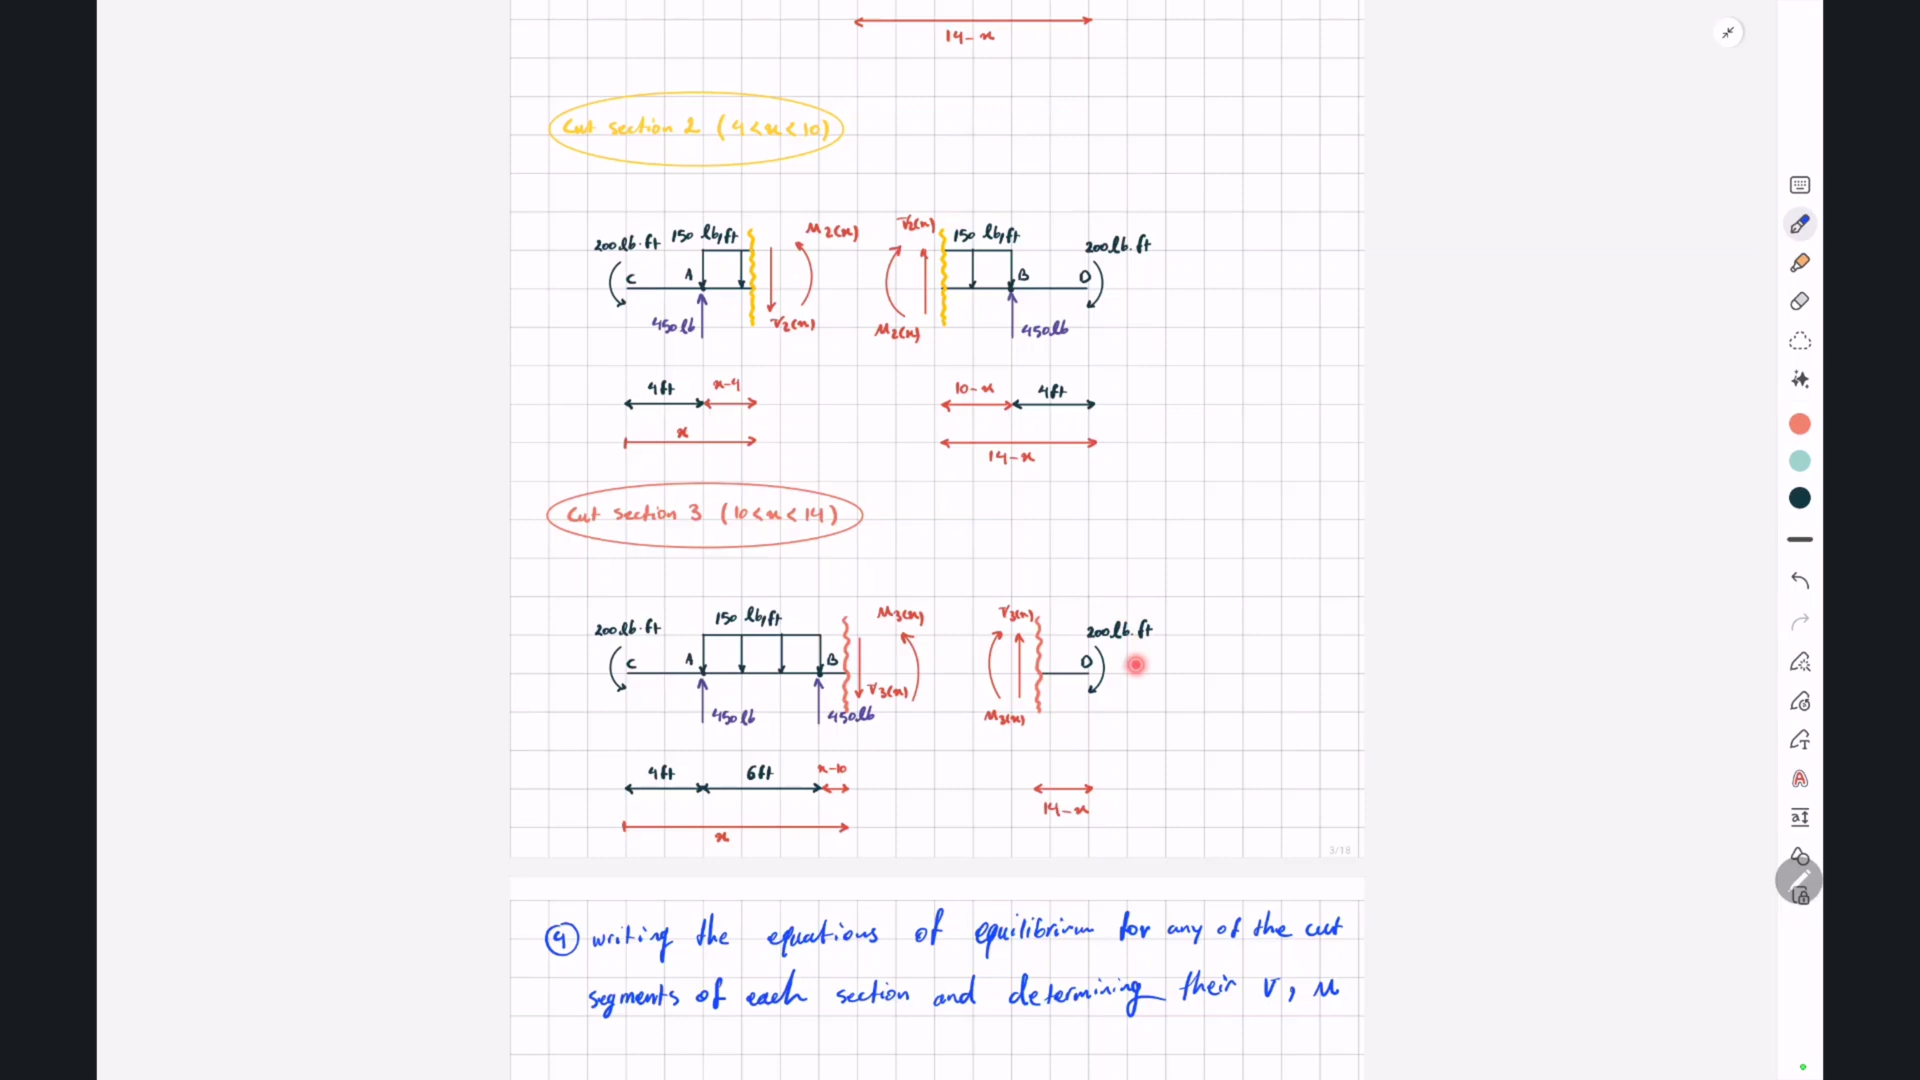 14-x
Cut section 2 (4<x<10)
200 lb.ft 150 lb/ft M2(x) V2(x) 150 lb/ft 200 lb.ft
C A B D
450 lb V2(x) M2(x) 450 lb
4ft x-4 10-x 4ft
x 14-x
Cut section 3 (10<x<14)
200 lb.ft 150 lb/ft M3(x) V3(x) 200 lb.ft
C A B D
V3(x)
450 lb 450 lb M3(x)
4ft 6ft x-10
14-x
x
3/18
4 writing the equations of equilibrium for any of the cut
segments of each section and determining their V, M